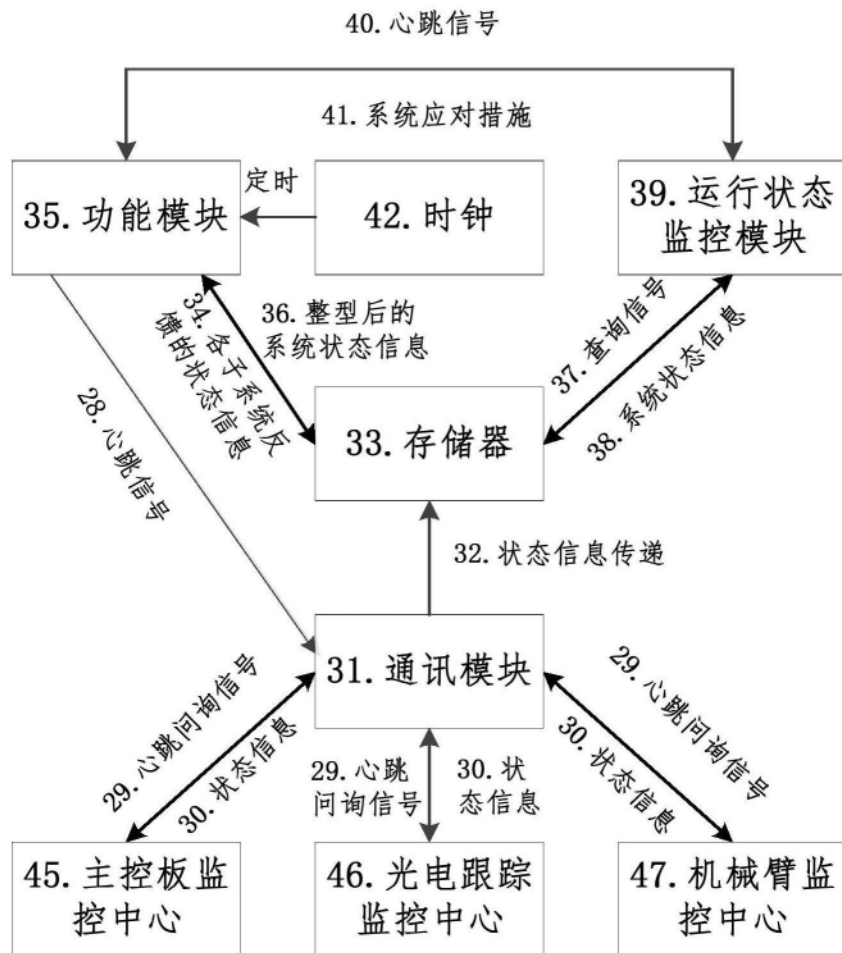 40.心跳信号
41.系统应对措施
35.功能模块
定时
42.时钟
39.运行状态
监控模块
34.各子系统反
馈的状态信息
36.整型后的
系统状态信息
37.查询信号
38.系统状态信息
28.心跳信号
33.存储器
32.状态信息传递
31.通讯模块
29.心跳问询信号
30.状态信息
29.心跳
问询信号
30.状
态信息
29.心跳问询信号
30.状态信息
45.主控板监
控中心
46.光电跟踪
监控中心
47.机械臂监
控中心